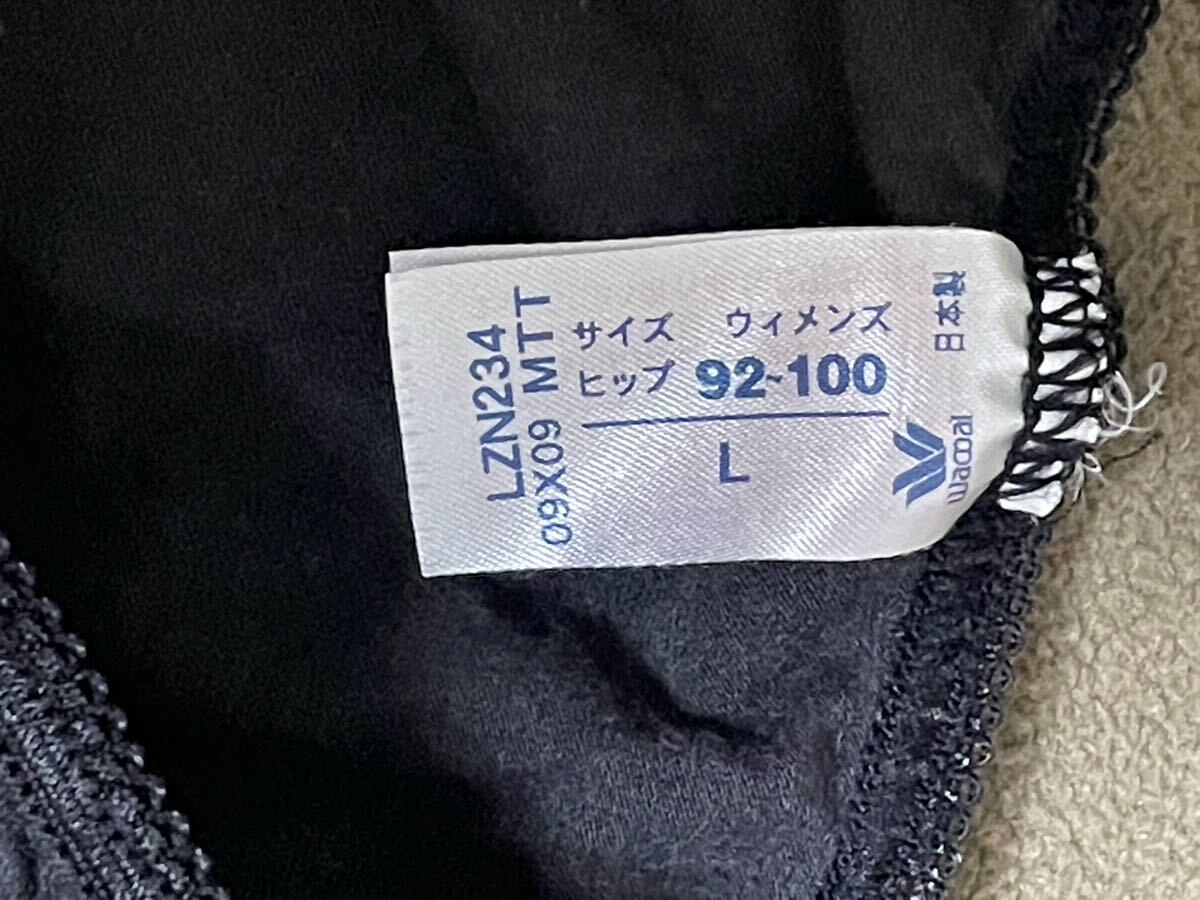 サイズ ウィメンズ
ヒップ 92~100
L
LZN234
09X09 MTT
日本製
Wacoal